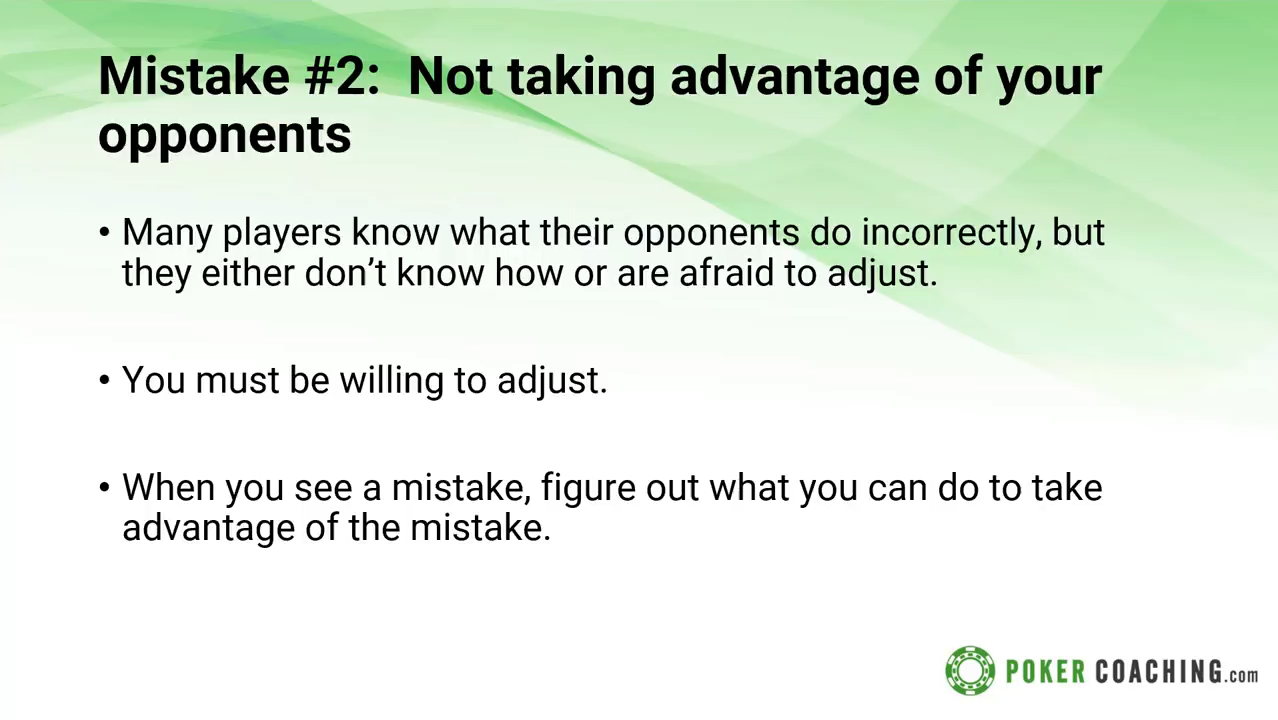 Mistake #2:  Not taking advantage of your
opponents
• Many players know what their opponents do incorrectly, but
they either don’t know how or are afraid to adjust.
• You must be willing to adjust.
• When you see a mistake, figure out what you can do to take
advantage of the mistake.
POKER COACHING.com